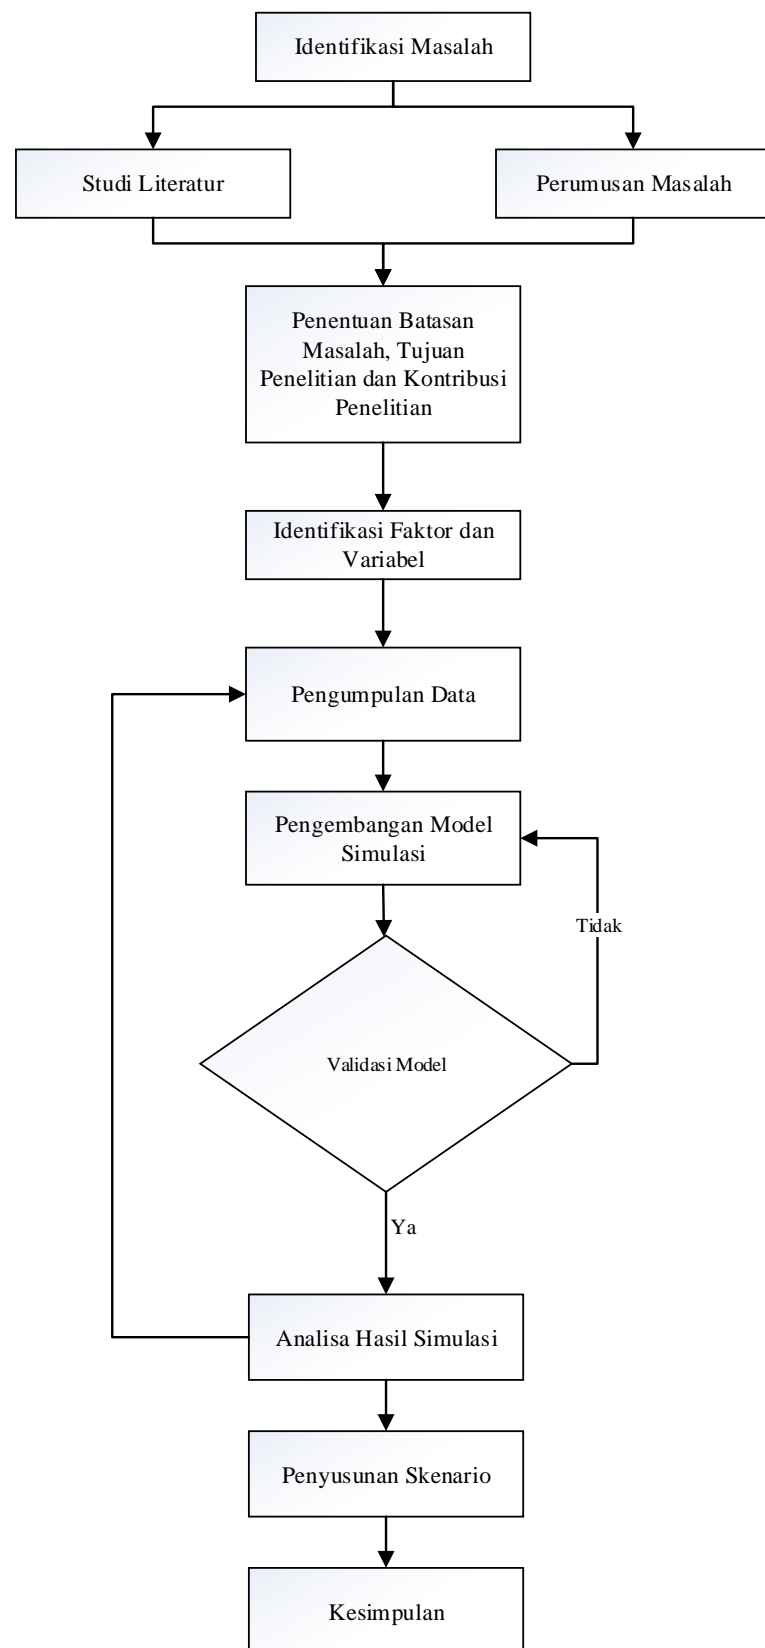 Identifikasi Masalah
Studi Literatur
Perumusan Masalah
Penentuan Batasan
Masalah, Tujuan
Penelitian dan Kontribusi
Penelitian
Identifikasi Faktor dan
Variabel
Pengumpulan Data
Pengembangan Model
Simulasi
Tidak
Validasi Model
Ya
Analisa Hasil Simulasi
Penyusunan Skenario
Kesimpulan